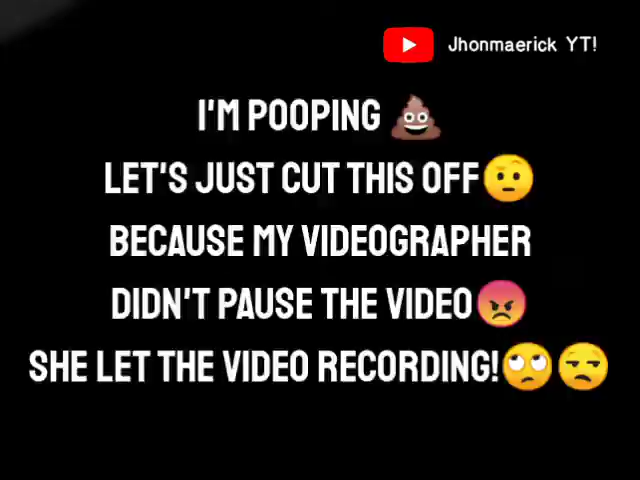 Jhonmaerick YT!
I'M POOPING 💩
LET'S JUST CUT THIS OFF🤨
BECAUSE MY VIDEOGRAPHER
DIDN'T PAUSE THE VIDEO😡
SHE LET THE VIDEO RECORDING!🙄😒